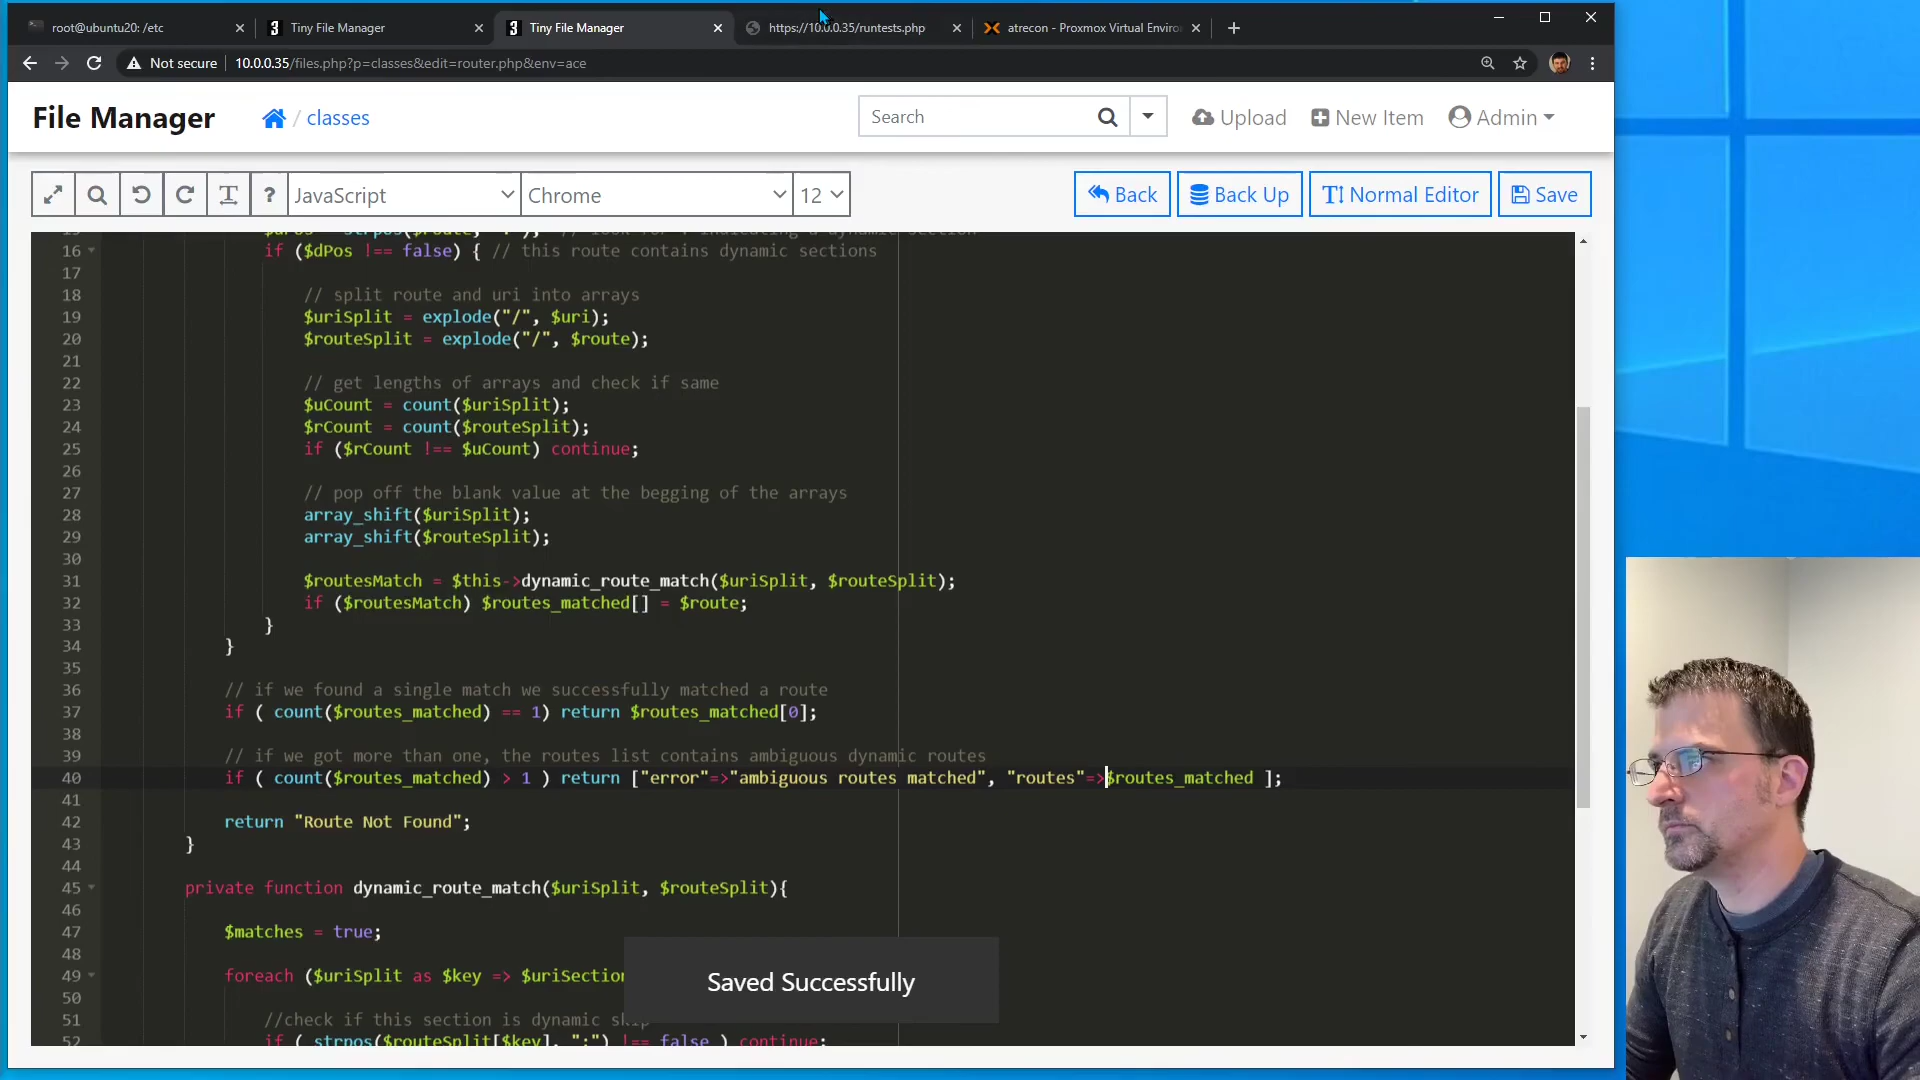 root@ubuntu20: /etc
Tiny File Manager
Tiny File Manager
https://10.0.0.35/runtests.php
atrecon - Proxmox Virtual Enviro
Not secure
10.0.0.35/files.php?p=classes&edit=router.php&env=ace
File Manager
/ classes
Search
Upload
New Item
Admin
?
JavaScript
Chrome
12
Back
Back Up
Normal Editor
Save
16 if ($dPos !== false) { // this route contains dynamic sections
17
18 // split route and uri into arrays
19 $uriSplit = explode("/", $uri);
20 $routeSplit = explode("/", $route);
21
22 // get lengths of arrays and check if same
23 $uCount = count($uriSplit);
24 $rCount = count($routeSplit);
25 if ($rCount !== $uCount) continue;
26
27 // pop off the blank value at the begging of the arrays
28 array_shift($uriSplit);
29 array_shift($routeSplit);
30
31 $routesMatch = $this->dynamic_route_match($uriSplit, $routeSplit);
32 if ($routesMatch) $routes_matched[] = $route;
33 }
34 }
35
36 // if we found a single match we successfully matched a route
37 if ( count($routes_matched) == 1) return $routes_matched[0];
38
39 // if we got more than one, the routes list contains ambiguous dynamic routes
40 if ( count($routes_matched) > 1 ) return ["error"=>"ambiguous routes matched", "routes"=>$routes_matched ];
41
42 return "Route Not Found";
43 }
44
45 private function dynamic_route_match($uriSplit, $routeSplit){
46
47 $matches = true;
48
49 foreach ($uriSplit as $key => $uriSection
50
51 //check if this section is dynamic skip
52 if ( strpos($routeSplit[$key], ":") !== false ) continue;
Saved Successfully